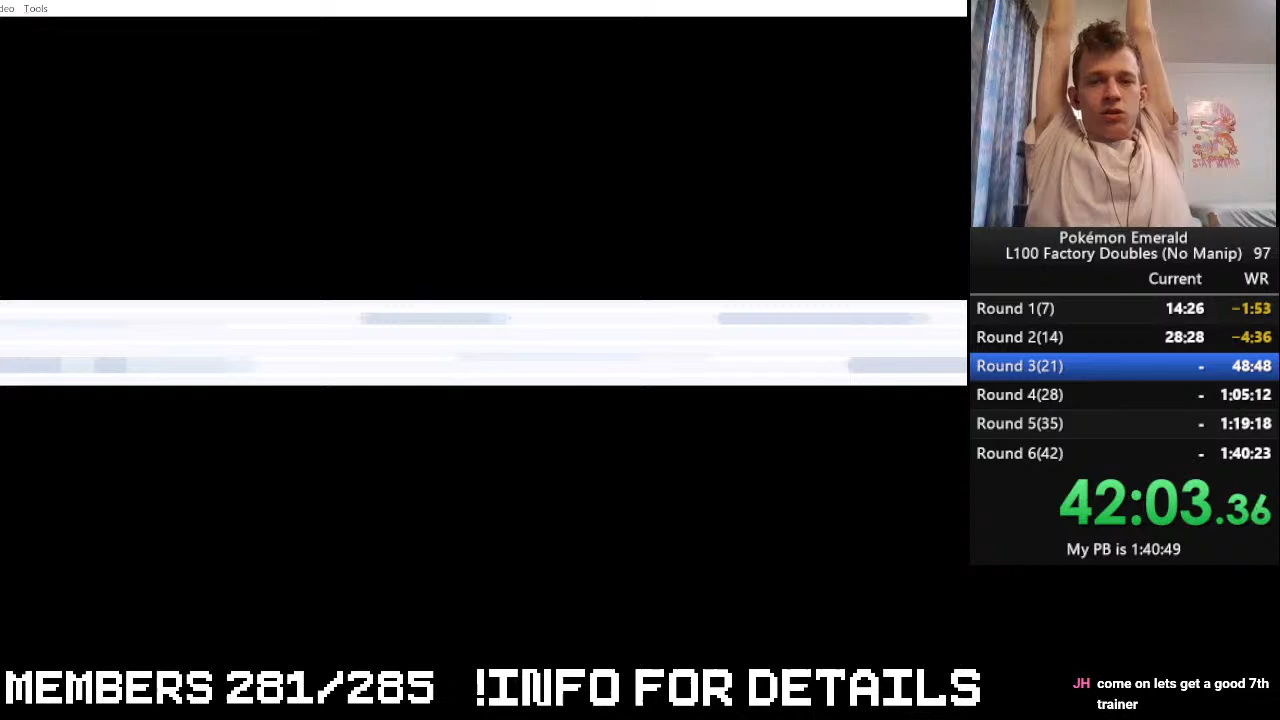 deo Tools
Pokémon Emerald
L100 Factory Doubles (No Manip) 97
Current WR
Round 1(7) 14:26 −1:53
Round 2(14) 28:28 −4:36
Round 3(21) - 48:48
Round 4(28) - 1:05:12
Round 5(35) - 1:19:18
Round 6(42) - 1:40:23
42:03.36
My PB is 1:40:49
MEMBERS 281/285 !INFO FOR DETAILS
JH come on lets get a good 7th
trainer